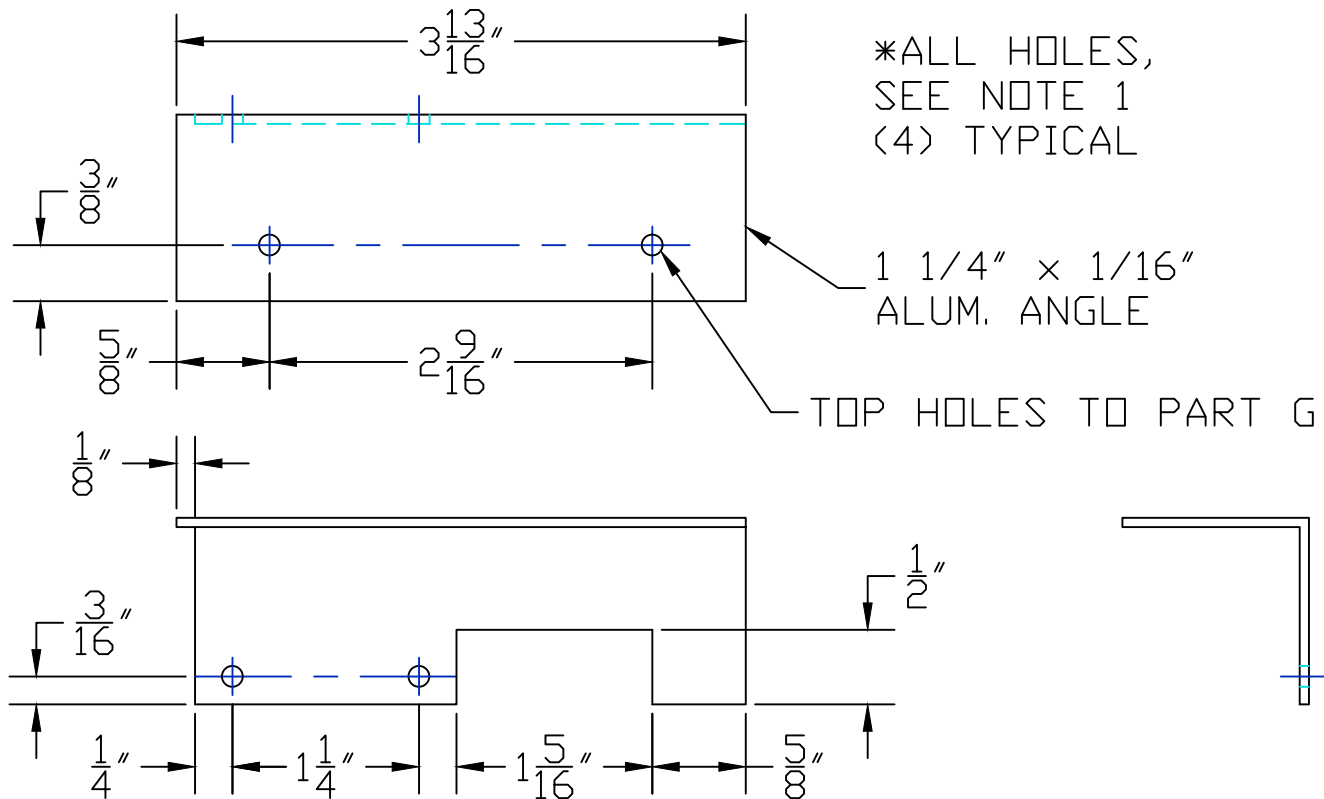 3 13/16"
*ALL HOLES,
SEE NOTE 1
(4) TYPICAL
3/8"
1 1/4" x 1/16"
ALUM. ANGLE
5/8"
2 9/16"
TOP HOLES TO PART G
1/8"
1/2"
3/16"
1/4"
1 1/4"
1 5/16"
5/8"